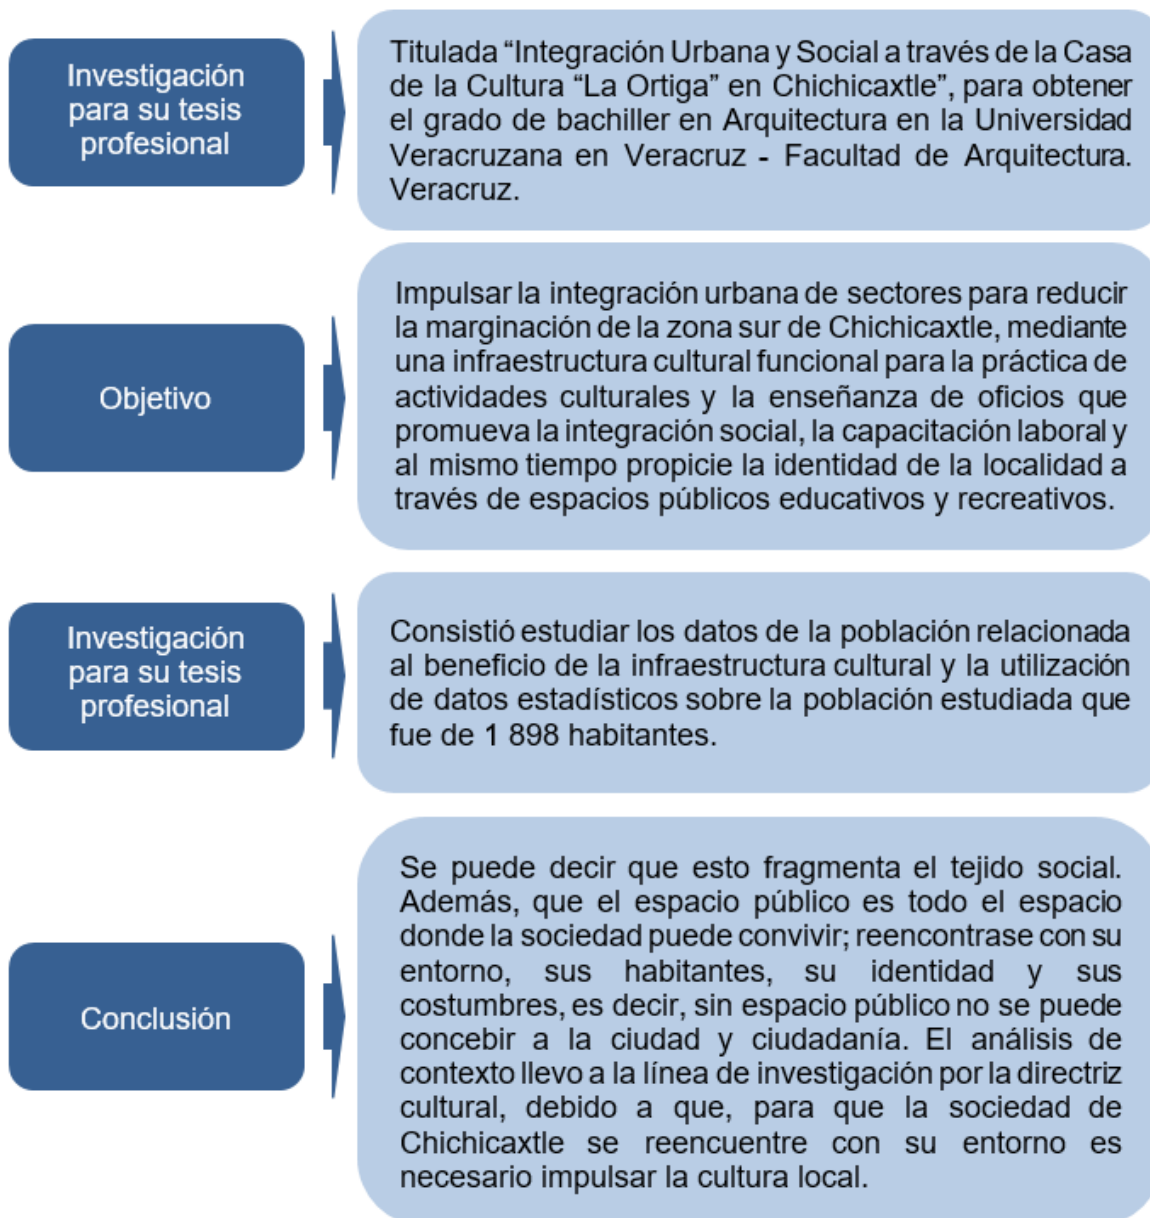 Investigación
para su tesis
profesional
Titulada “Integración Urbana y Social a través de la Casa
de la Cultura “La Ortiga” en Chichicaxtle”, para obtener
el grado de bachiller en Arquitectura en la Universidad
Veracruzana en Veracruz - Facultad de Arquitectura.
Veracruz.
Objetivo
Impulsar la integración urbana de sectores para reducir
la marginación de la zona sur de Chichicaxtle, mediante
una infraestructura cultural funcional para la práctica de
actividades culturales y la enseñanza de oficios que
promueva la integración social, la capacitación laboral y
al mismo tiempo propicie la identidad de la localidad a
través de espacios públicos educativos y recreativos.
Investigación
para su tesis
profesional
Consistió estudiar los datos de la población relacionada
al beneficio de la infraestructura cultural y la utilización
de datos estadísticos sobre la población estudiada que
fue de 1 898 habitantes.
Conclusión
Se puede decir que esto fragmenta el tejido social.
Además, que el espacio público es todo el espacio
donde la sociedad puede convivir; reencontrase con su
entorno, sus habitantes, su identidad y sus
costumbres, es decir, sin espacio público no se puede
concebir a la ciudad y ciudadanía. El análisis de
contexto llevo a la línea de investigación por la directriz
cultural, debido a que, para que la sociedad de
Chichicaxtle se reencuentre con su entorno es
necesario impulsar la cultura local.